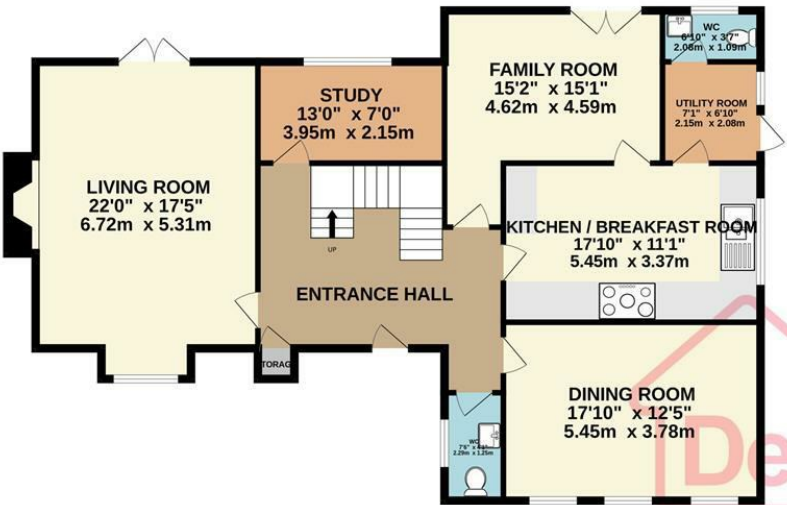 WC
6'10" x 3'7"
2.08m x 1.09m
FAMILY ROOM
15'2" x 15'1"
4.62m x 4.59m
STUDY
13'0" x 7'0"
3.95m x 2.15m
UTILITY ROOM
7'1" x 6'10"
2.15m x 2.08m
LIVING ROOM
22'0" x 17'5"
6.72m x 5.31m
KITCHEN / BREAKFAST ROOM
17'10" x 11'1"
5.45m x 3.37m
UP
ENTRANCE HALL
TORAG
DINING ROOM
17'10" x 12'5"
5.45m x 3.78m
WC
2.29m x 1.25m
De